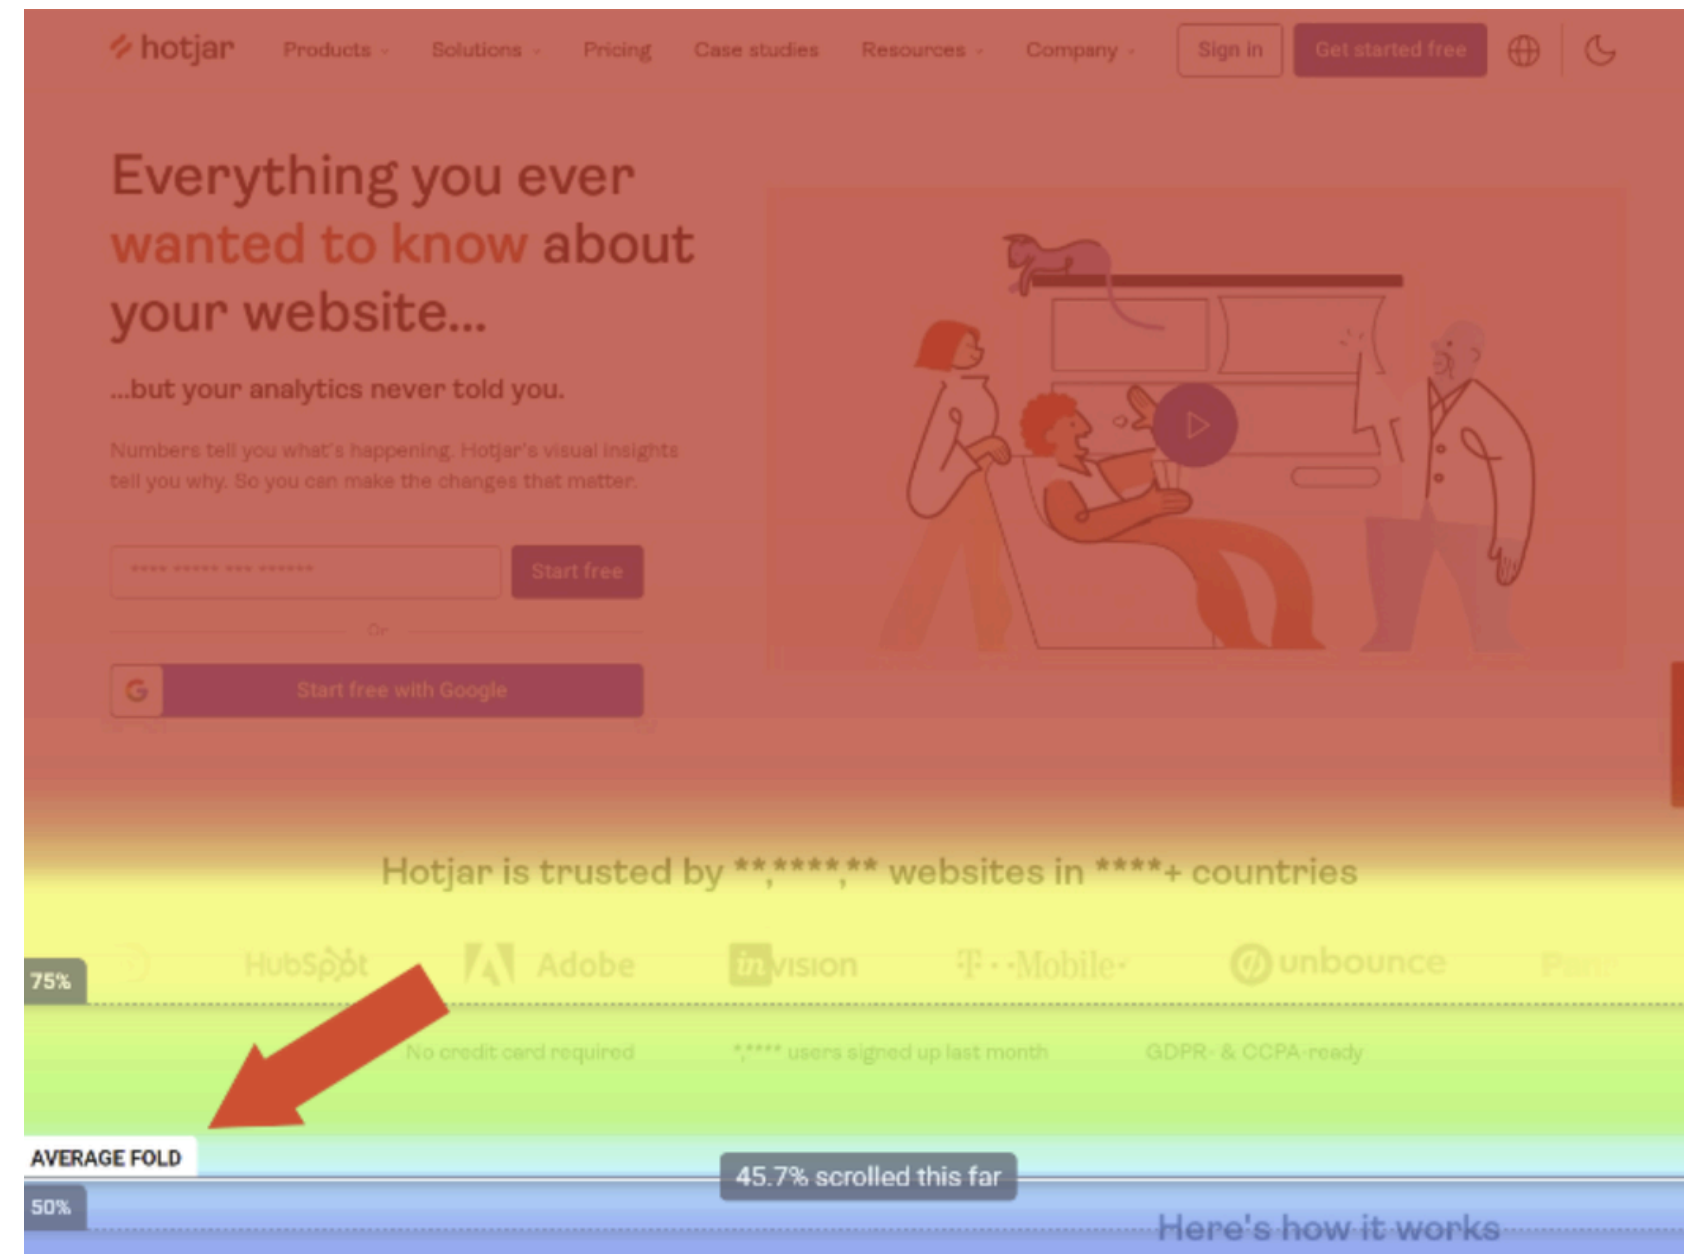 hotjar Products Solutions Pricing Case studies Resources Company Sign in Get started free
Everything you ever
wanted to know about
your website...
...but your analytics never told you.
Numbers tell you what's happening. Hotjar's visual insights
tell you why. So you can make the changes that matter.
**** ***** *** ****** Start free
Or
G Start free with Google
Hotjar is trusted by **,****,** websites in ****+ countries
HubSpot Adobe invision T-Mobile unbounce
75%
No credit card required *,**** users signed up last month GDPR- & CCPA-ready
AVERAGE FOLD
45.7% scrolled this far
50%
Here's how it works